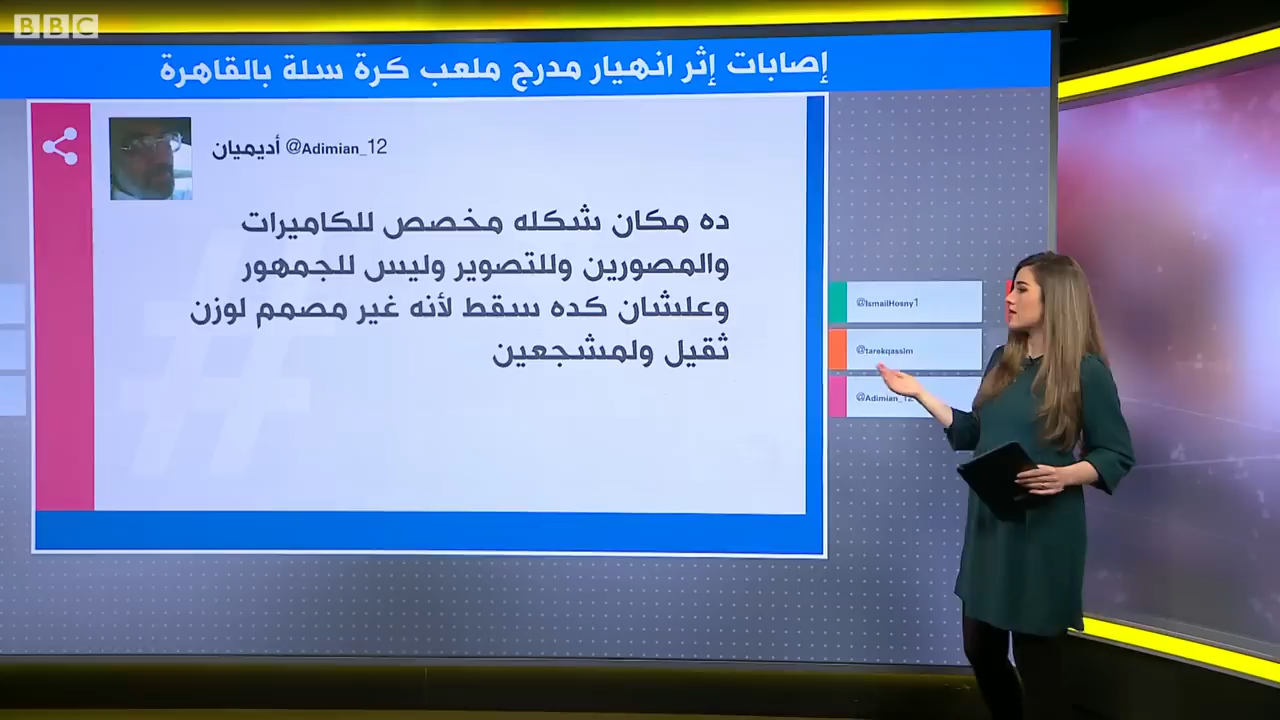 BBC
إصابات إثر انهيار مدرج ملعب كرة سلة بالقاهرة
أديميان @Adimian_12
ده مكان شكله مخصص للكاميرات
والمصورين وللتصوير وليس للجمهور
وعلشان كده سقط لأنه غير مصمم لوزن
ثقيل ولمشجعين
@IsmailHosny1
@tarekqassim
@Adimian_12